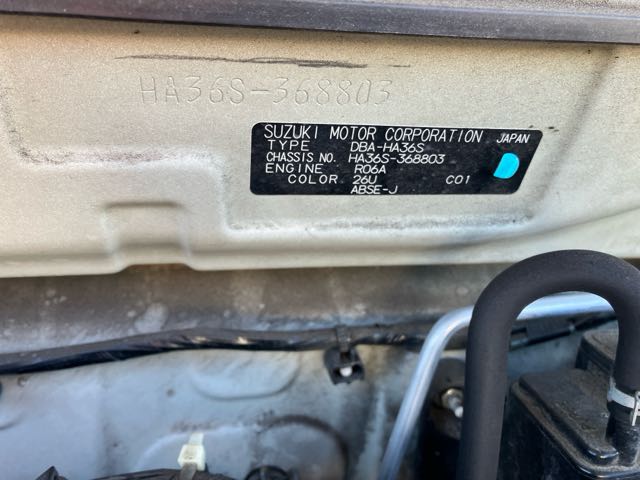 HA36S-368803
SUZUKI MOTOR CORPORATION JAPAN
TYPE DBA-HA36S
CHASSIS NO. HA36S-368803
ENGINE R06A
COLOR 26U C01
ABSE-J